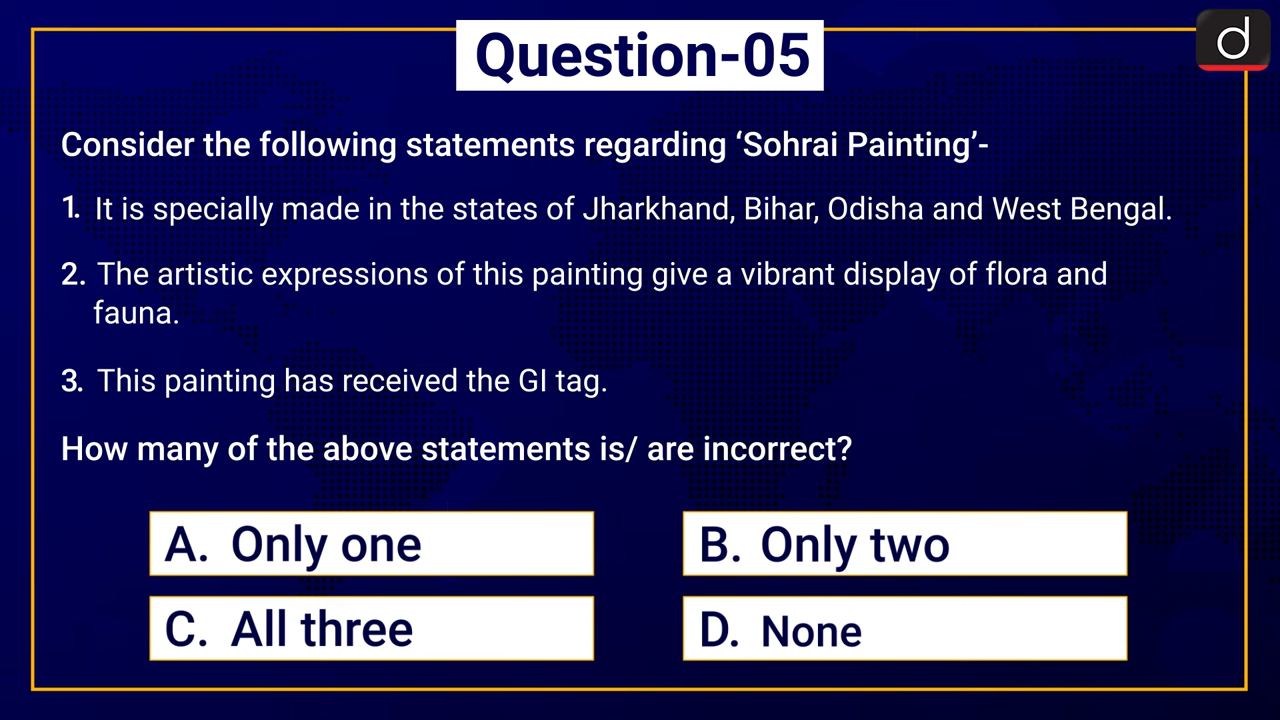 Question-05
d
Consider the following statements regarding ‘Sohrai Painting’-
1. It is specially made in the states of Jharkhand, Bihar, Odisha and West Bengal.
2. The artistic expressions of this painting give a vibrant display of flora and
fauna.
3. This painting has received the GI tag.
How many of the above statements is/ are incorrect?
A. Only one
B. Only two
C. All three
D. None